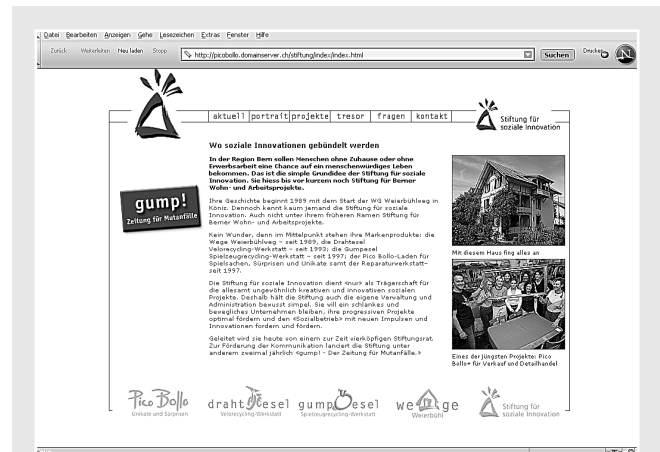 Datei Bearbeiten Anzeigen Gehe Lesezeichen Extras Fenster Hilfe
Zurück Weiterleiten Neu laden Stopp http://picobollo.domainserver.ch/stiftung/index/index.html Suchen Drucken N
aktuell portrait projekte tresor fragen kontakt
Stiftung für
soziale Innovation
Wo soziale Innovationen gebündelt werden
In der Region Bern sollen Menschen ohne Zuhause oder ohne
Erwerbsarbeit eine Chance auf ein menschenwürdiges Leben
bekommen. Das ist die simple Grundidee der Stiftung für soziale
Innovation. Sie hiess bis vor kurzem noch Stiftung für Berner
Wohn- und Arbeitsprojekte.
gump!
Zeitung für Mutanfälle
Ihre Geschichte beginnt 1989 mit dem Start der WG Weierbühlweg in
Köniz. Dennoch kennt kaum jemand die Stiftung für soziale
Innovation. Auch nicht unter ihrem früheren Namen Stiftung für
Berner Wohn- und Arbeitsprojekte.
Kein Wunder, denn im Mittelpunkt stehen ihre Markenprodukte: die
Wege Weierbühlweg – seit 1989, die Drahtesel
Velorecycling-Werkstatt – seit 1993; die Gumpesel
Spielzeugrecycling-Werkstatt – seit 1997; der Pico Bollo-Laden für
Spielsachen, Sürprisen und Unikate samt der Reparaturwerkstatt–
seit 1997.
Die Stiftung für soziale Innovation dient «nur» als Trägerschaft für
die allesamt ungewöhnlich kreativen und innovativen sozialen
Projekte. Deshalb hält die Stiftung auch die eigene Verwaltung und
Administration bewusst simpel. Sie will ein schlankes und
bewegliches Unternehmen bleiben, ihre progressiven Projekte
optimal fördern und den «Sozialbetrieb» mit neuen Impulsen und
Innovationen fordern und fördern.
Geleitet wird sie heute von einem zur Zeit vierköpfigen Stiftungsrat.
Zur Förderung der Kommunikation lanciert die Stiftung unter
anderem zweimal jährlich «gump! - Der Zeitung für Mutanfälle.»
Mit diesem Haus fing alles an
Eines der jüngsten Projekte: Pico
Bollo+ für Verkauf und Detailhandel
Pico Bollo
Unikate und Sürprisen
drahtesel
Velorecycling-Werkstatt
gumpesel
Spielzeugrecycling-Werkstatt
wege
Weierbühl
Stiftung für
soziale Innovation